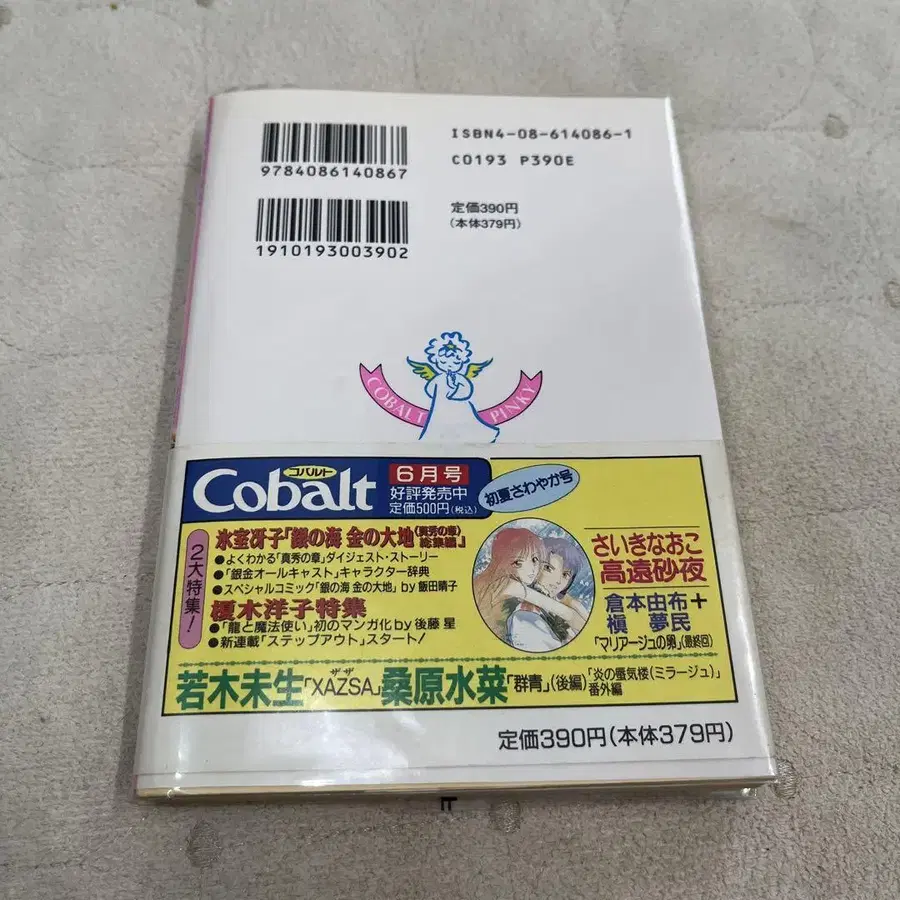 ISBN4-08-614086-1
C0193 P390E
9784086140867
定価390円
(本体379円)
1910193003902
COBALT PINKY
コバルト
Cobalt
6月号
好評発売中
定価500円(税込)
初夏さわやか号
2大特集!
氷室冴子「銀の海 金の大地(真秀の章)総集編」
●よくわかる「真秀の章」ダイジェスト・ストーリー
●「銀金オールキャスト」キャラクター辞典
●スペシャルコミック「銀の海 金の大地」by 飯田晴子
榎木洋子特集
●「龍と魔法使い」初のマンガ化 by 後藤 星
●新連載「ステップアウト」スタート!
さいきなおこ
高遠砂夜
倉本由布+
槇 夢民
「マリアージュの卵」(最終回)
ザザ
若木未生「XAZSA」桑原水菜「群青」(後編)「炎の蜃気楼(ミラージュ)」番外編
定価390円(本体379円)